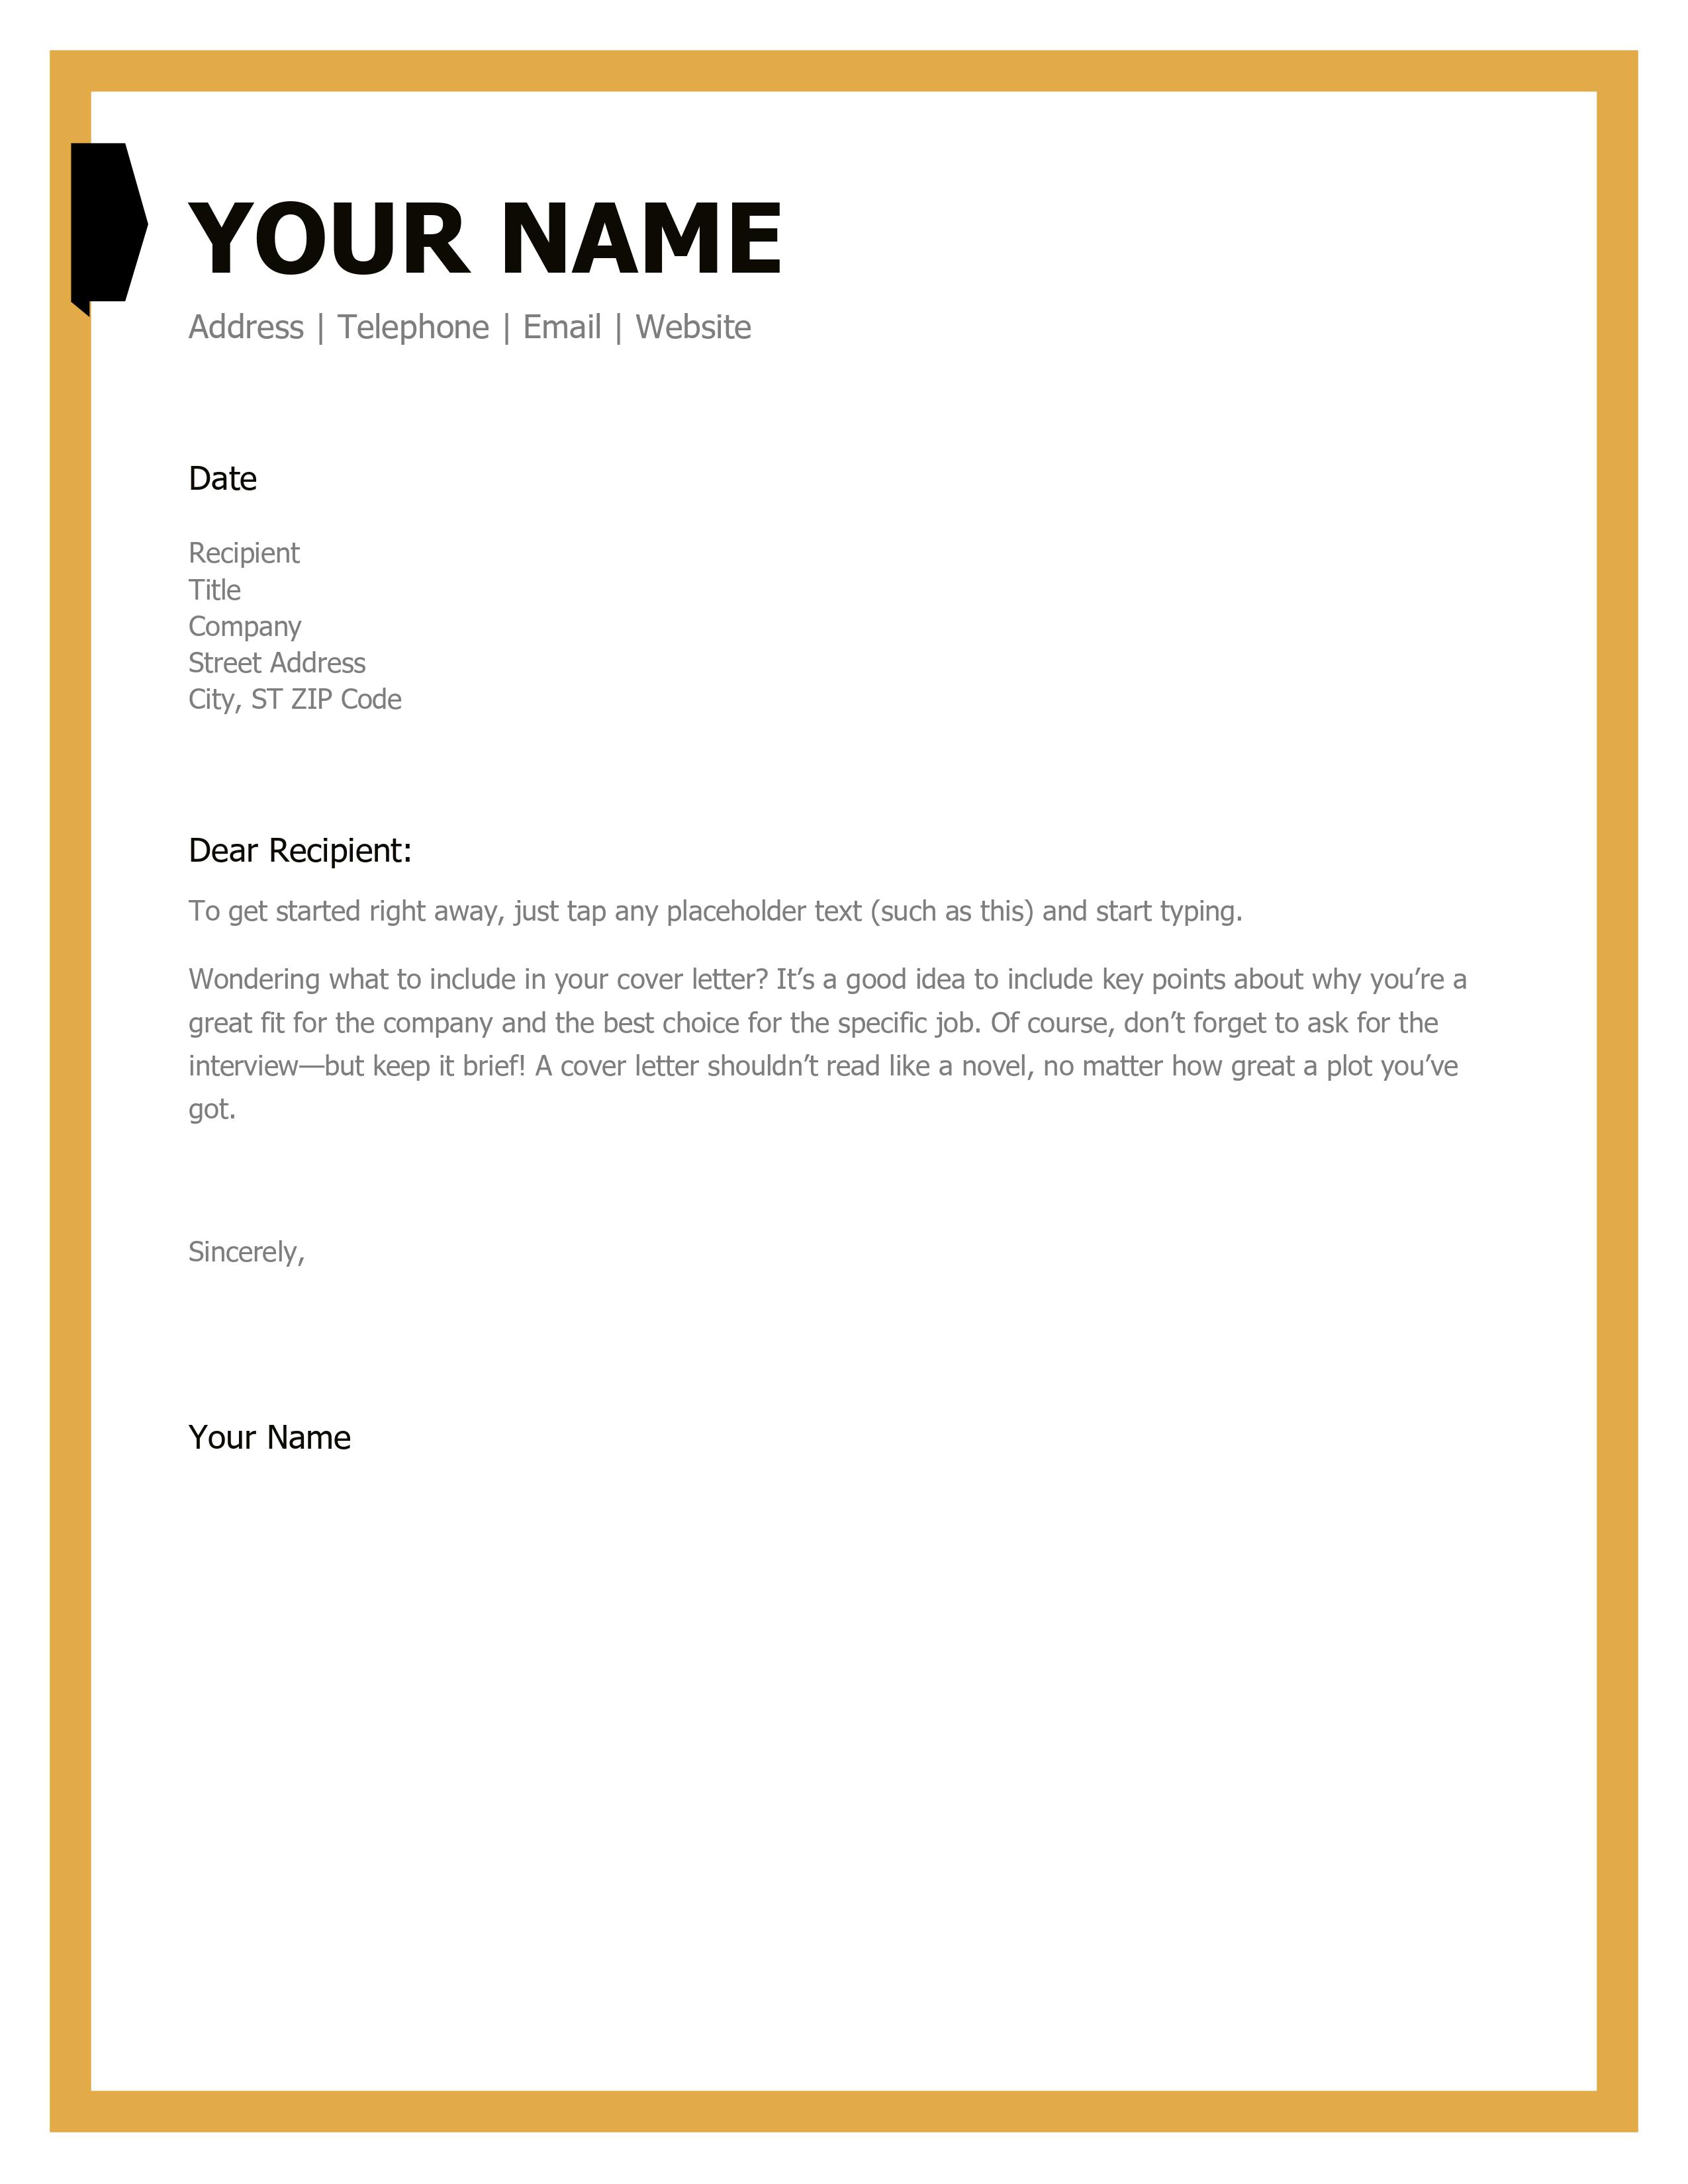 YOUR NAME
Address | Telephone | Email | Website
Date
Recipient
Title
Company
Street Address
City, ST ZIP Code
Dear Recipient:
To get started right away, just tap any placeholder text (such as this) and start typing.
Wondering what to include in your cover letter? It’s a good idea to include key points about why you’re a
great fit for the company and the best choice for the specific job. Of course, don’t forget to ask for the
interview—but keep it brief! A cover letter shouldn’t read like a novel, no matter how great a plot you’ve
got.
Sincerely,
Your Name